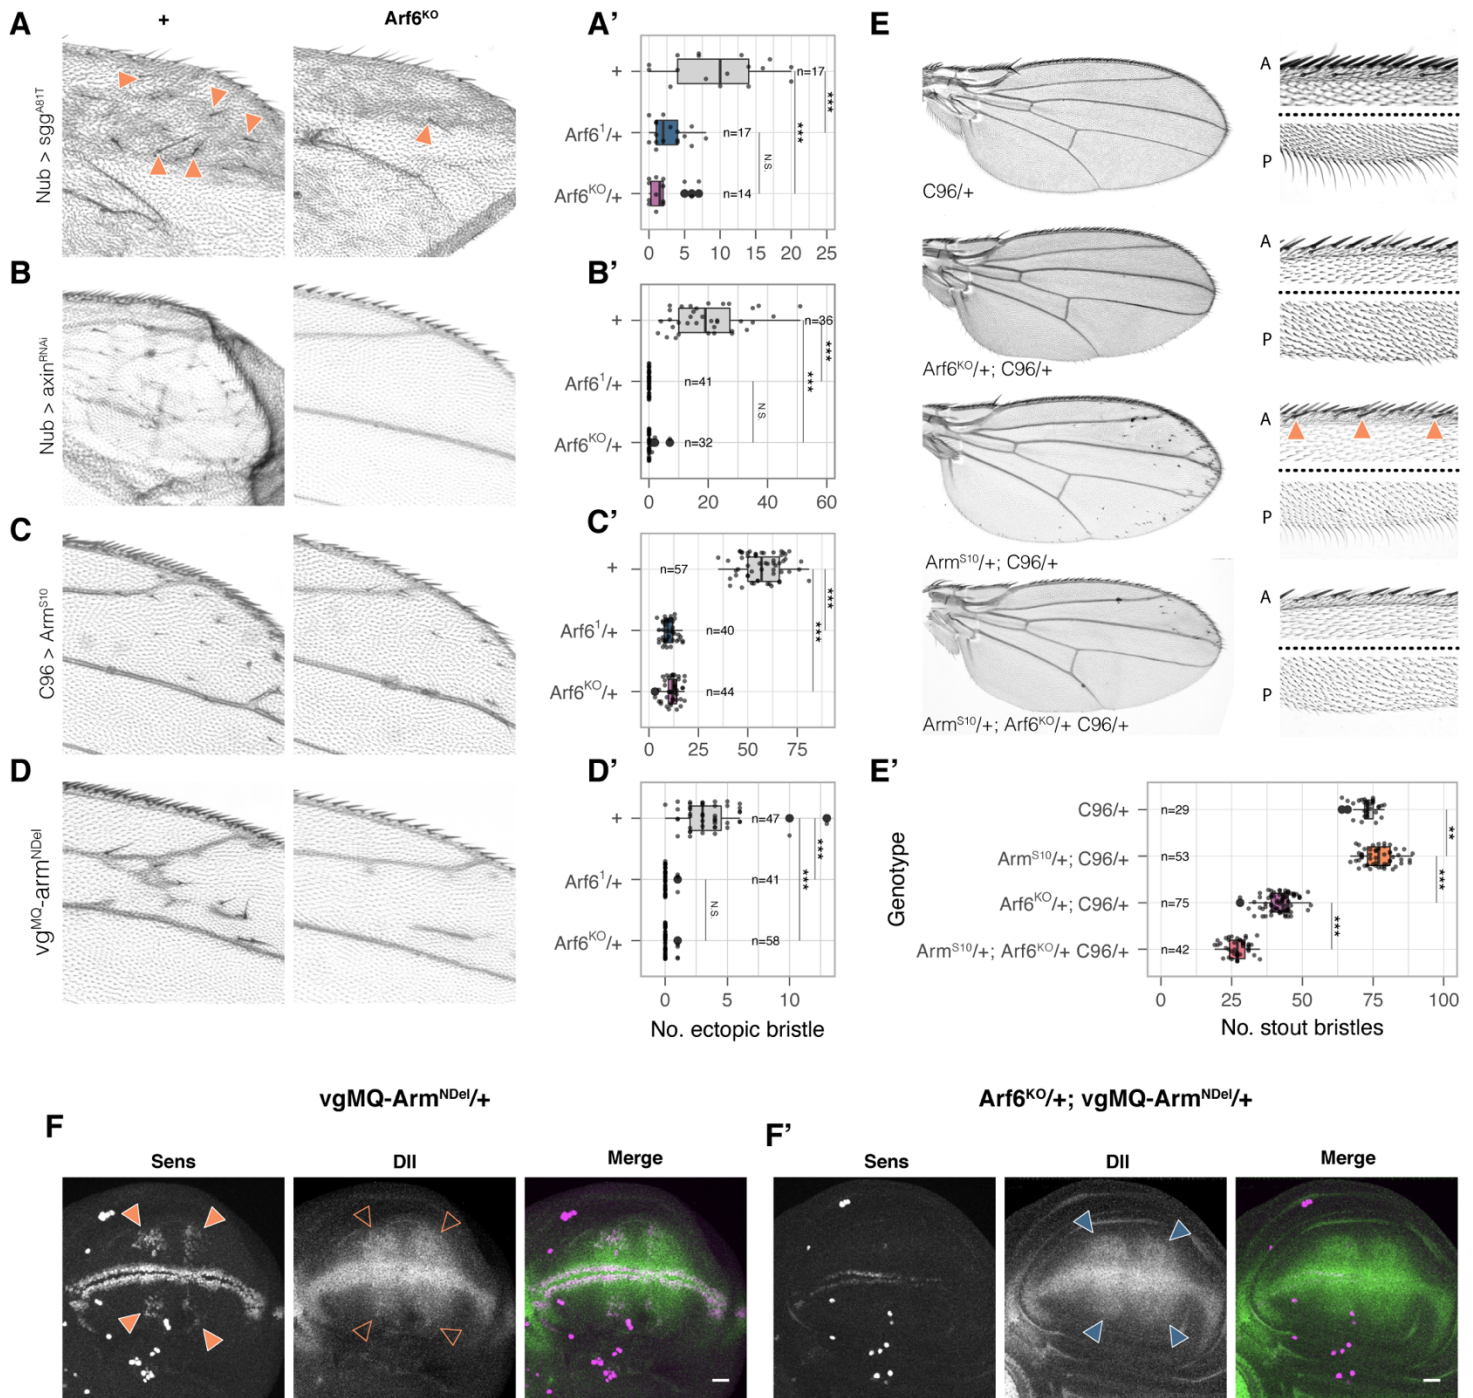 A
+
Arf6ᴷᴼ
Nub > sggᴬ⁸¹ᵀ
A’
+
n=17
Arf6¹/+
n=17
Arf6ᴷᴼ/+
n=14
N.S.
***
***
0 5 10 15 20 25
B
Nub > axinᴿᴺᴬⁱ
B’
+
n=36
Arf6¹/+
n=41
Arf6ᴷᴼ/+
n=32
N.S.
***
***
0 20 40 60
C
C96 > Armˢ¹⁰
C’
+
n=57
Arf6¹/+
n=40
Arf6ᴷᴼ/+
n=44
***
***
0 25 50 75
D
vgᴹQ-armᴺᴰᵉˡ
D’
+
n=47
Arf6¹/+
n=41
Arf6ᴷᴼ/+
n=58
N.S.
***
***
0 5 10
No. ectopic bristle
E
C96/+
A
P
Arf6ᴷᴼ/+; C96/+
A
P
Armˢ¹⁰/+; C96/+
A
P
Armˢ¹⁰/+; Arf6ᴷᴼ/+ C96/+
A
P
E’
Genotype
C96/+
n=29
Armˢ¹⁰/+; C96/+
n=53
Arf6ᴷᴼ/+; C96/+
n=75
Armˢ¹⁰/+; Arf6ᴷᴼ/+ C96/+
n=42
**
***
***
0 25 50 75 100
No. stout bristles
vgMQ-Armᴺᴰᵉˡ/+
F
Sens
Dll
Merge
Arf6ᴷᴼ/+; vgMQ-Armᴺᴰᵉˡ/+
F’
Sens
Dll
Merge